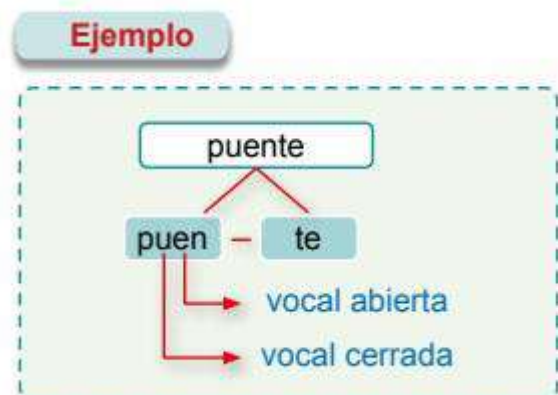 Ejemplo
puente
puen – te
vocal abierta
vocal cerrada